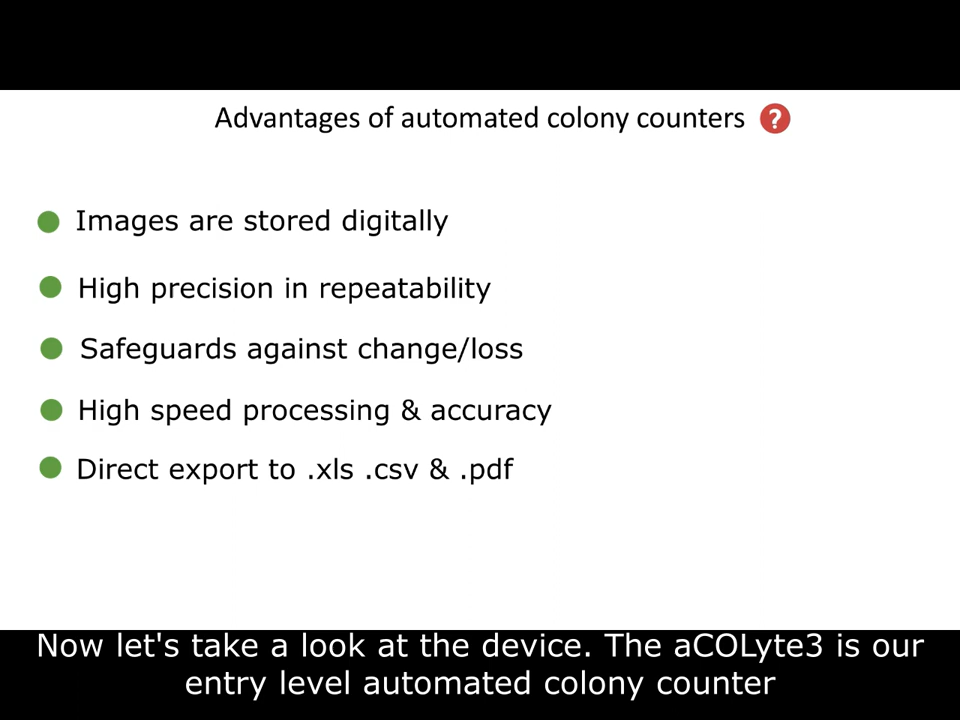 Advantages of automated colony counters ?
Images are stored digitally
High precision in repeatability
Safeguards against change/loss
High speed processing & accuracy
Direct export to .xls .csv & .pdf
Now let's take a look at the device. The aCOLyte3 is our
entry level automated colony counter